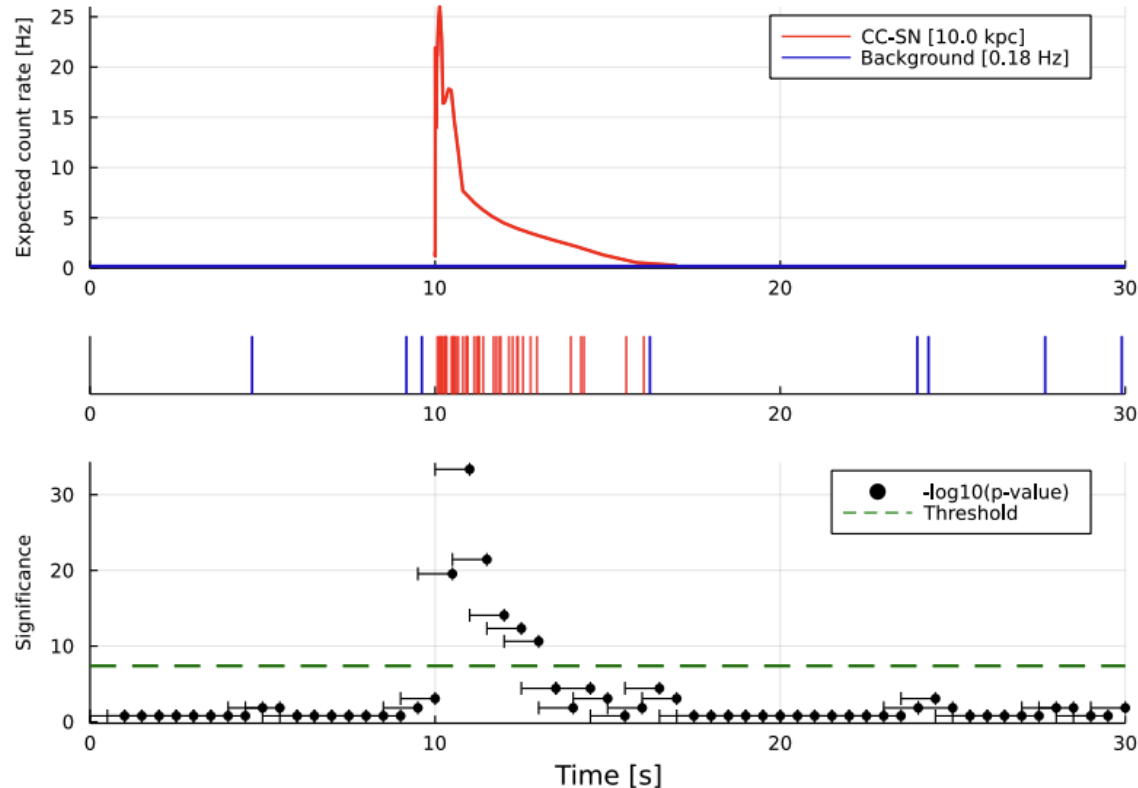 Expected count rate [Hz]
25
20
15
10
5
0
CC-SN [10.0 kpc]
Background [0.18 Hz]
0 10 20 30
0 10 20 30
Significance
30
20
10
0
-log10(p-value)
Threshold
0 10 20 30
Time [s]